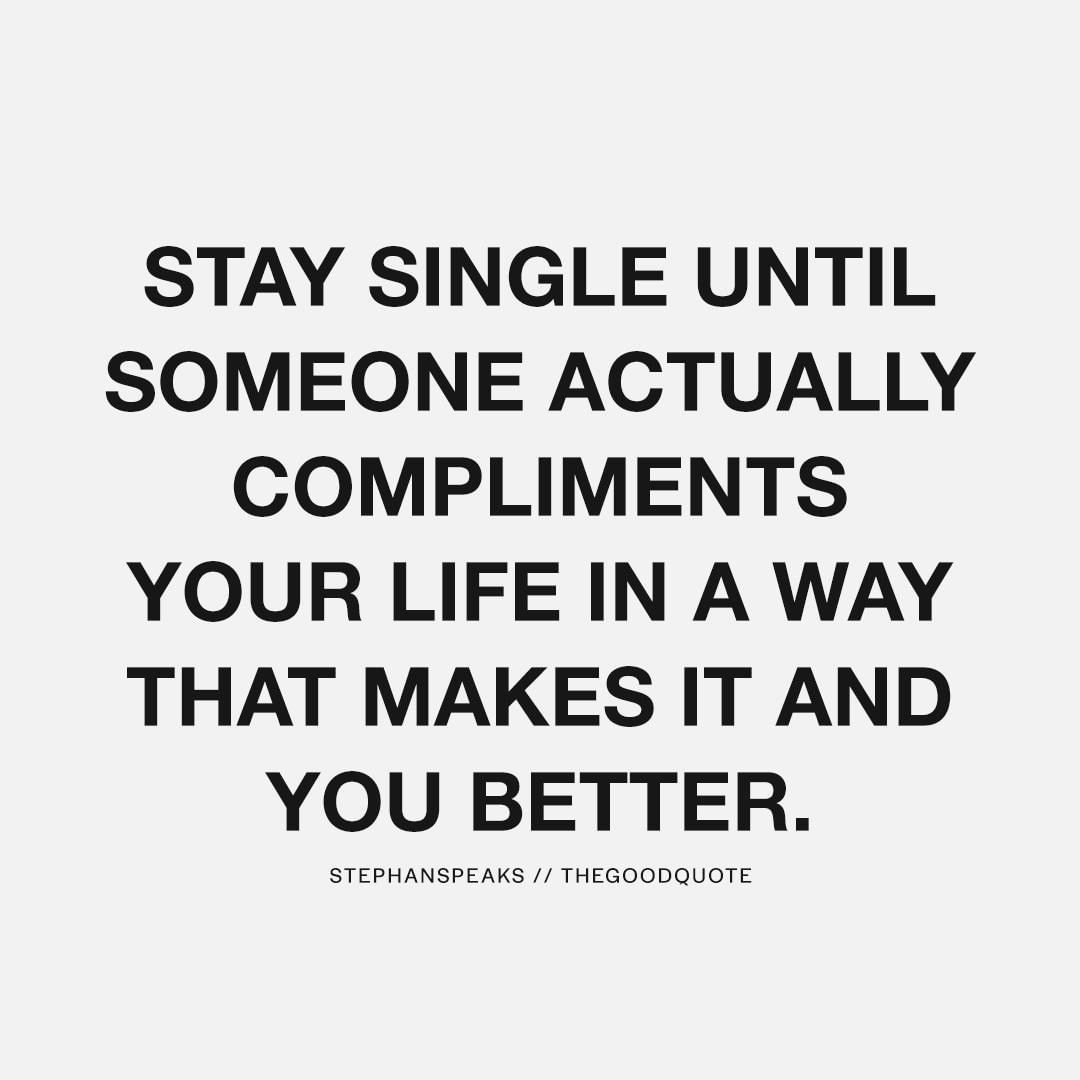 STAY SINGLE UNTIL
SOMEONE ACTUALLY
COMPLIMENTS
YOUR LIFE IN A WAY
THAT MAKES IT AND
YOU BETTER.
STEPHANSPEAKS // THEGOODQUOTE